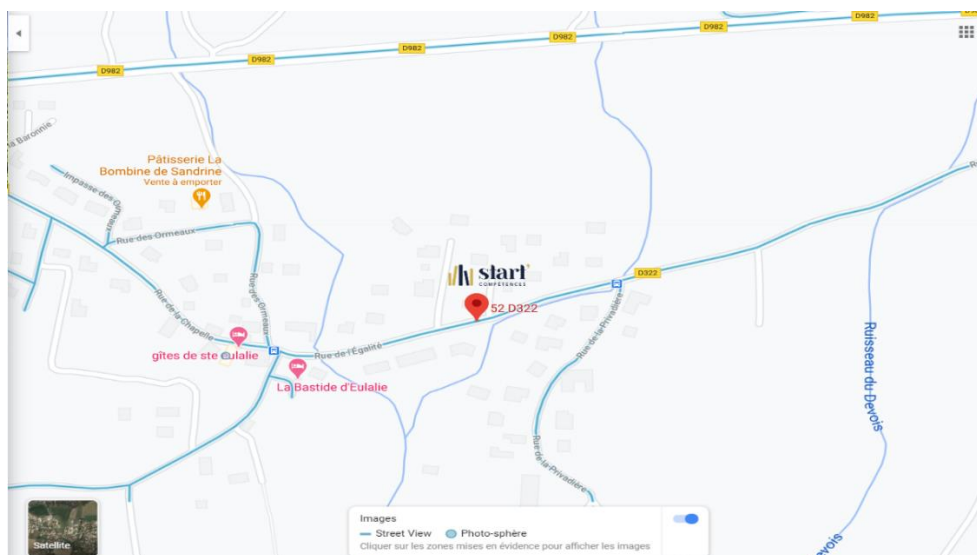 D982
D982
D982
D982
D982
Baronnie
Pâtisserie La
Bombine de Sandrine
Vente à emporter
Impasse des Ormeaux
Rue des Ormeaux
Rue des Ormeaux
start
COMPÉTENCES
52 D322
D322
Rue de la Chapelle
gîtes de ste Eulalie
Rue de l'Égalité
La Bastide d'Eulalie
Rue de la Privadière
Rue de la Privadière
Ruisseau du Devois
Satellite
Images
Street View Photo-sphère
Cliquer sur les zones mises en évidence pour afficher les images